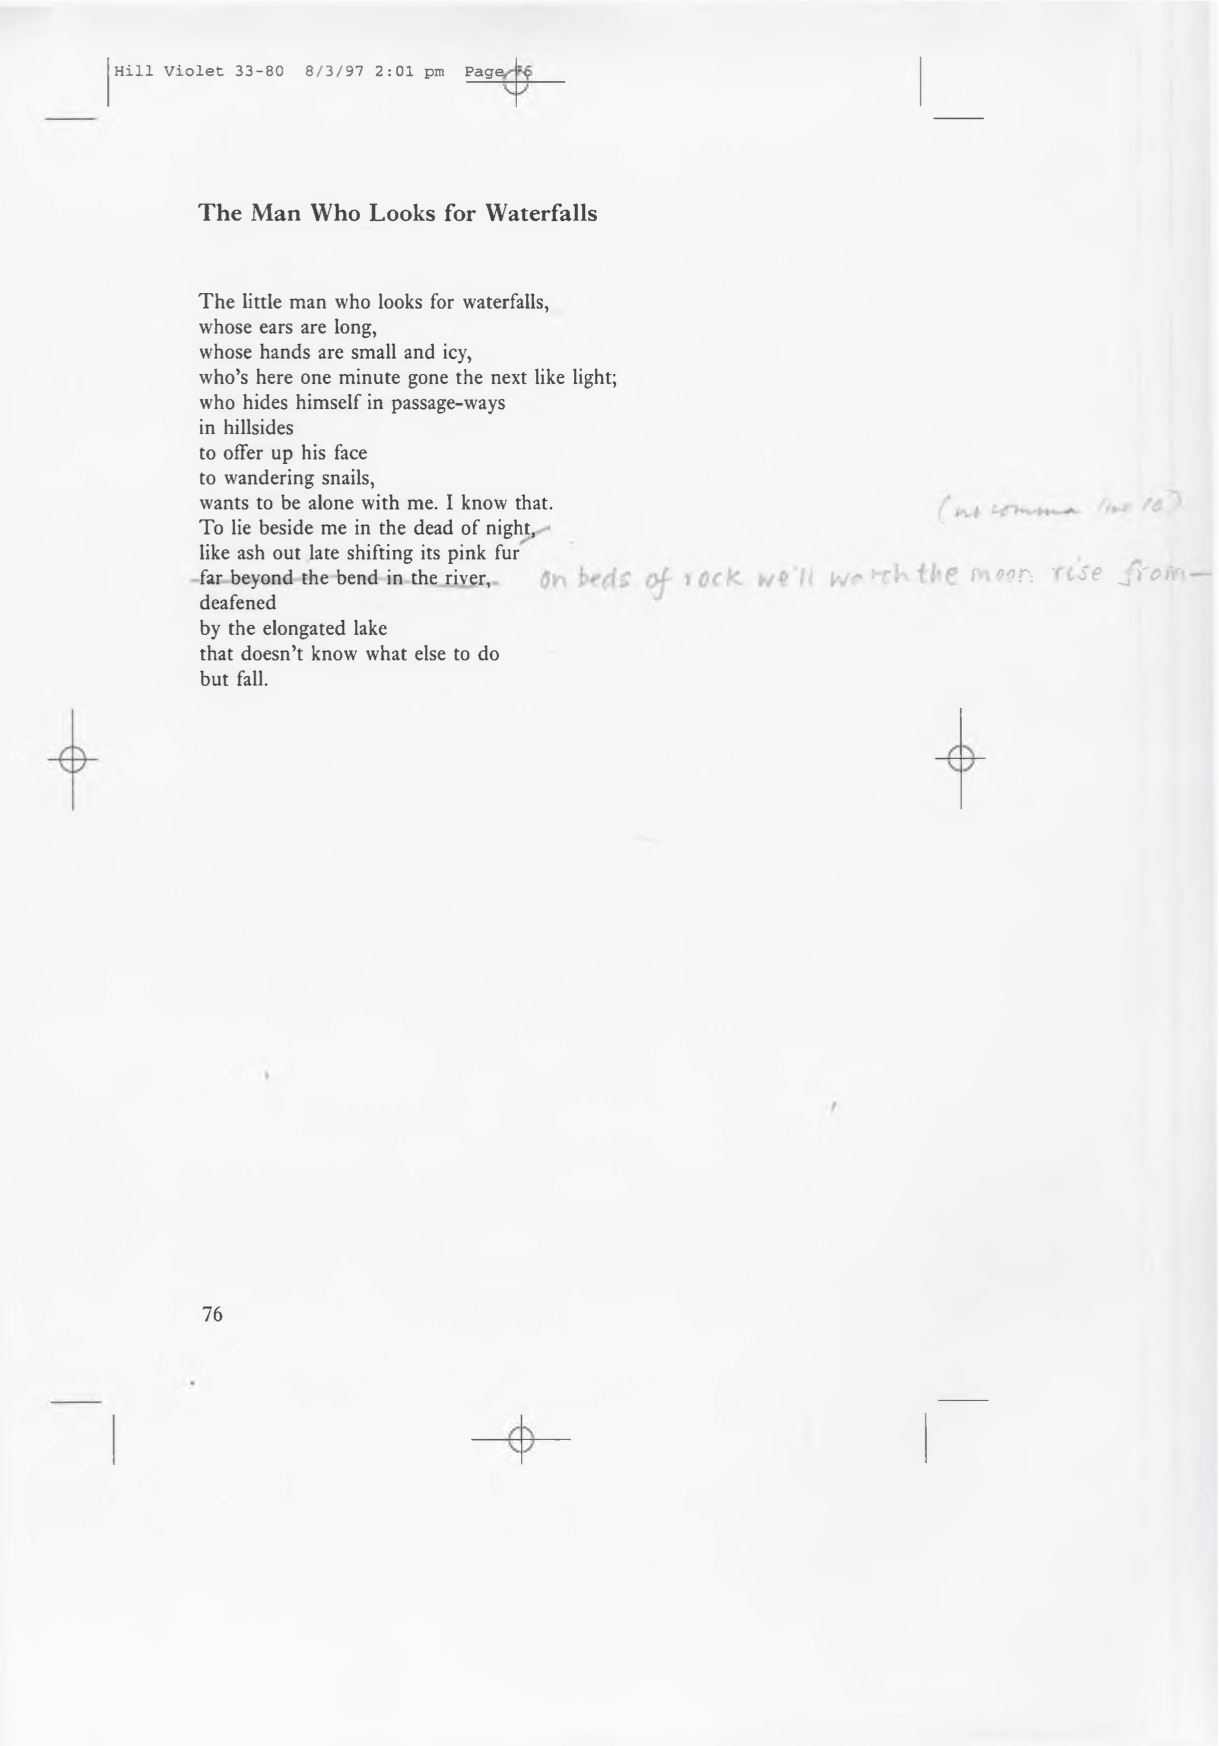 Hill Violet 33-80 8/3/97 2:01 pm Page 76
The Man Who Looks for Waterfalls
The little man who looks for waterfalls,
whose ears are long,
whose hands are small and icy,
who's here one minute gone the next like light;
who hides himself in passage-ways
in hillsides
to offer up his face
to wandering snails,
wants to be alone with me. I know that.
(no comma line 10)
To lie beside me in the dead of night,
like ash out late shifting its pink fur
far beyond the bend in the river, on beds of rock we'll watch the moon rise from—
deafened
by the elongated lake
that doesn't know what else to do
but fall.
76